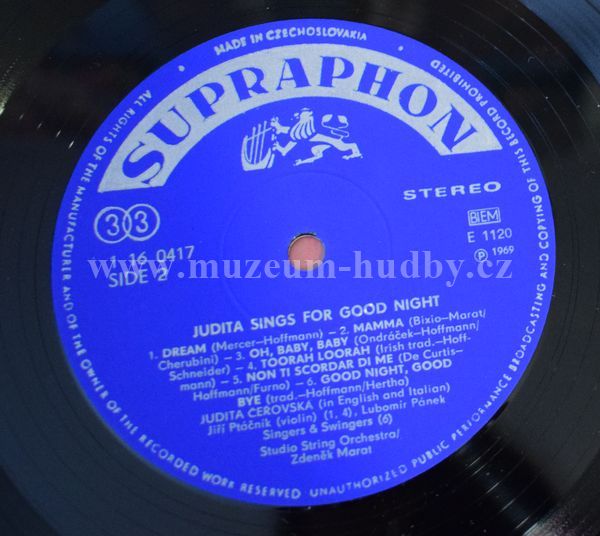 MADE IN CZECHOSLOVAKIA
ALL RIGHTS OF THE MANUFACTURER AND OF THE OWNER OF THE RECORDED WORK RESERVED UNAUTHORIZED PUBLIC PERFORMANCE BROADCASTING AND COPYING OF THIS RECORD PROHIBITED
SUPRAPHON
STEREO
33
BIEM
1 16 0417
E 1120
SIDE 2
Ⓟ 1969
www.muzeum-hudby.cz
JUDITA SINGS FOR GOOD NIGHT
1. DREAM (Mercer-Hoffmann) - 2. MAMMA (Bixio-Marat/
Cherubini) - 3. OH, BABY, BABY (Ondráček-Hoffmann/
Schneider) - 4. TOORAH LOORAH (Irish trad.-Hoff-
mann) - 5. NON TI SCORDAR DI ME (De Curtis-
Hoffmann/Furno) - 6. GOOD NIGHT, GOOD
BYE (trad.-Hoffmann/Hertha)
JUDITA ČEŘOVSKÁ (in English and Italian)
Jiří Ptáčník (violin) (1, 4), Lubomír Pánek
Singers & Swingers (6)
Studio String Orchestra/
Zdeněk Marat